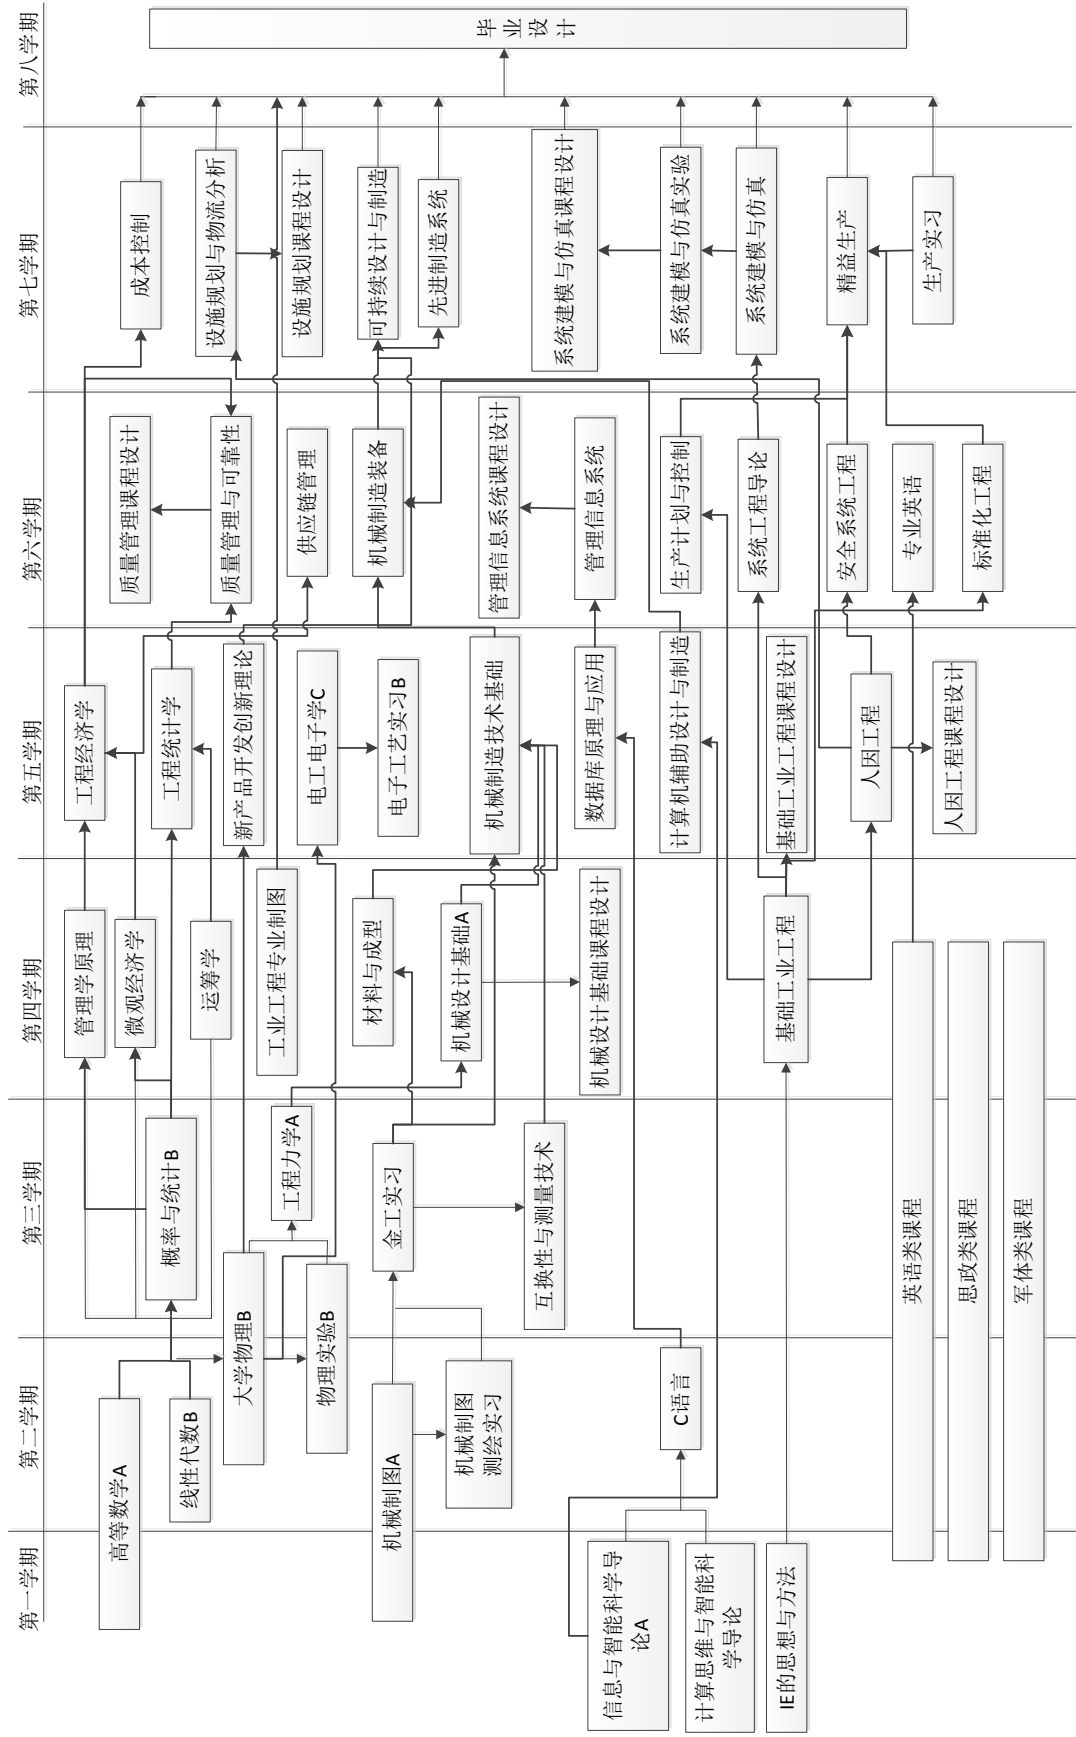 第一学期
第二学期
第三学期
第四学期
第五学期
第六学期
第七学期
第八学期
高等数学A
机械制图A
信息与智能科学导
论A
计算思维与智能科
学导论
IE的思想与方法
线性代数B
大学物理B
物理实验B
机械制图
测绘实习
C语言
概率与统计B
工程力学A
金工实习
互换性与测量技术
英语类课程
思政类课程
军体类课程
管理学原理
微观经济学
运筹学
工业工程专业制图
材料与成型
机械设计基础A
机械设计基础课程设计
基础工业工程
工程经济学
工程统计学
新产品开发创新理论
电工电子学C
电子工艺实习B
机械制造技术基础
数据库原理与应用
计算机辅助设计与制造
基础工业工程课程设计
人因工程
人因工程课程设计
质量管理课程设计
质量管理与可靠性
供应链管理
机械制造装备
管理信息系统课程设计
管理信息系统
生产计划与控制
系统工程导论
安全系统工程
专业英语
标准化工程
成本控制
设施规划与物流分析
设施规划课程设计
可持续设计与制造
先进制造系统
系统建模与仿真课程设计
系统建模与仿真实验
系统建模与仿真
精益生产
生产实习
毕业设计